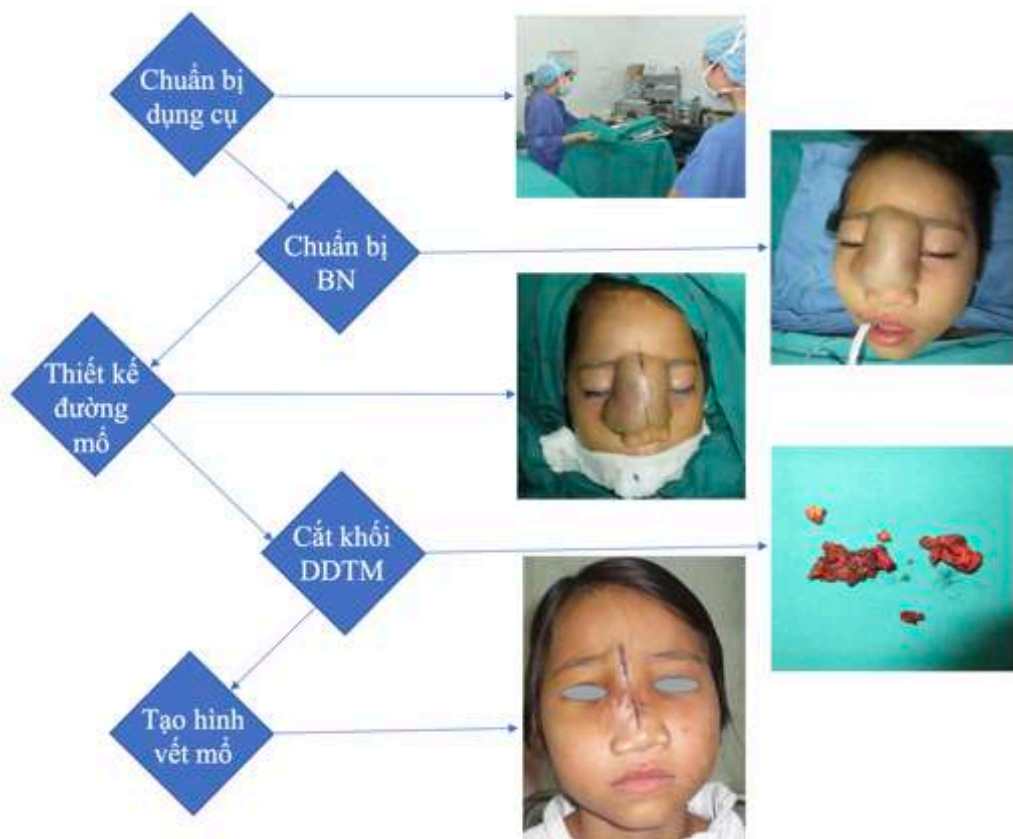 Chuẩn bị
dụng cụ
Chuẩn bị
BN
Thiết kế
đường
mổ
Cắt khối
DDTM
Tạo hình
vết mổ